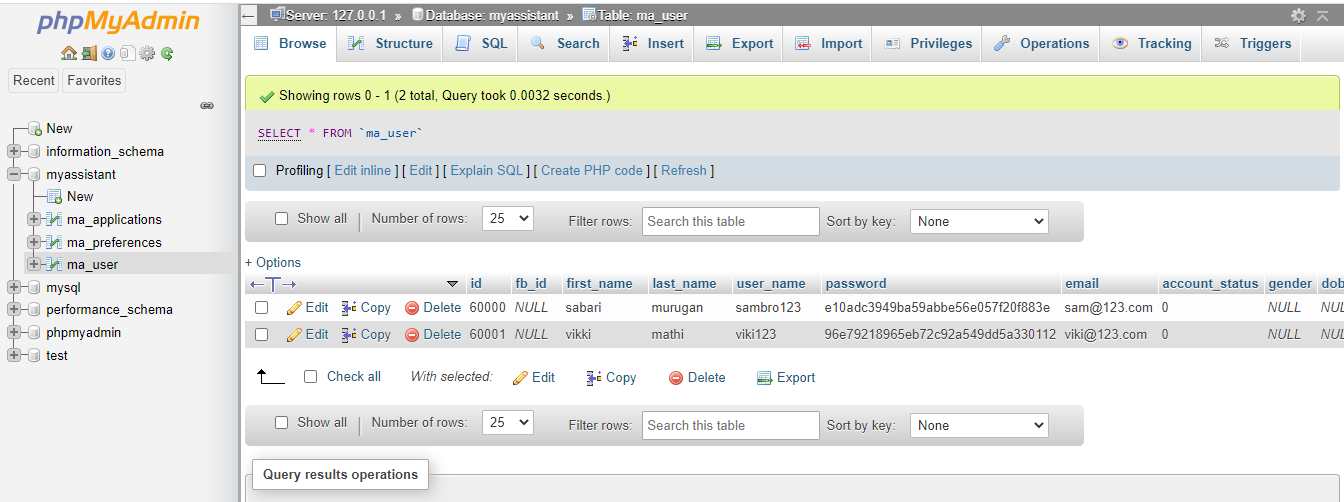 phpMyAdmin
Recent Favorites
New
information_schema
myassistant
New
ma_applications
ma_preferences
ma_user
mysql
performance_schema
phpmyadmin
test
Server: 127.0.0.1 » Database: myassistant » Table: ma_user
Browse Structure SQL Search Insert Export Import Privileges Operations Tracking Triggers
Showing rows 0 - 1 (2 total, Query took 0.0032 seconds.)
SELECT * FROM `ma_user`
Profiling [ Edit inline ] [ Edit ] [ Explain SQL ] [ Create PHP code ] [ Refresh ]
Show all Number of rows: 25 Filter rows: Search this table Sort by key: None
+ Options
←T→ id fb_id first_name last_name user_name password email account_status gender dob
Edit Copy Delete 60000 NULL sabari murugan sambro123 e10adc3949ba59abbe56e057f20f883e sam@123.com 0 NULL NULL
Edit Copy Delete 60001 NULL vikki mathi viki123 96e79218965eb72c92a549dd5a330112 viki@123.com 0 NULL NULL
Check all With selected: Edit Copy Delete Export
Show all Number of rows: 25 Filter rows: Search this table Sort by key: None
Query results operations